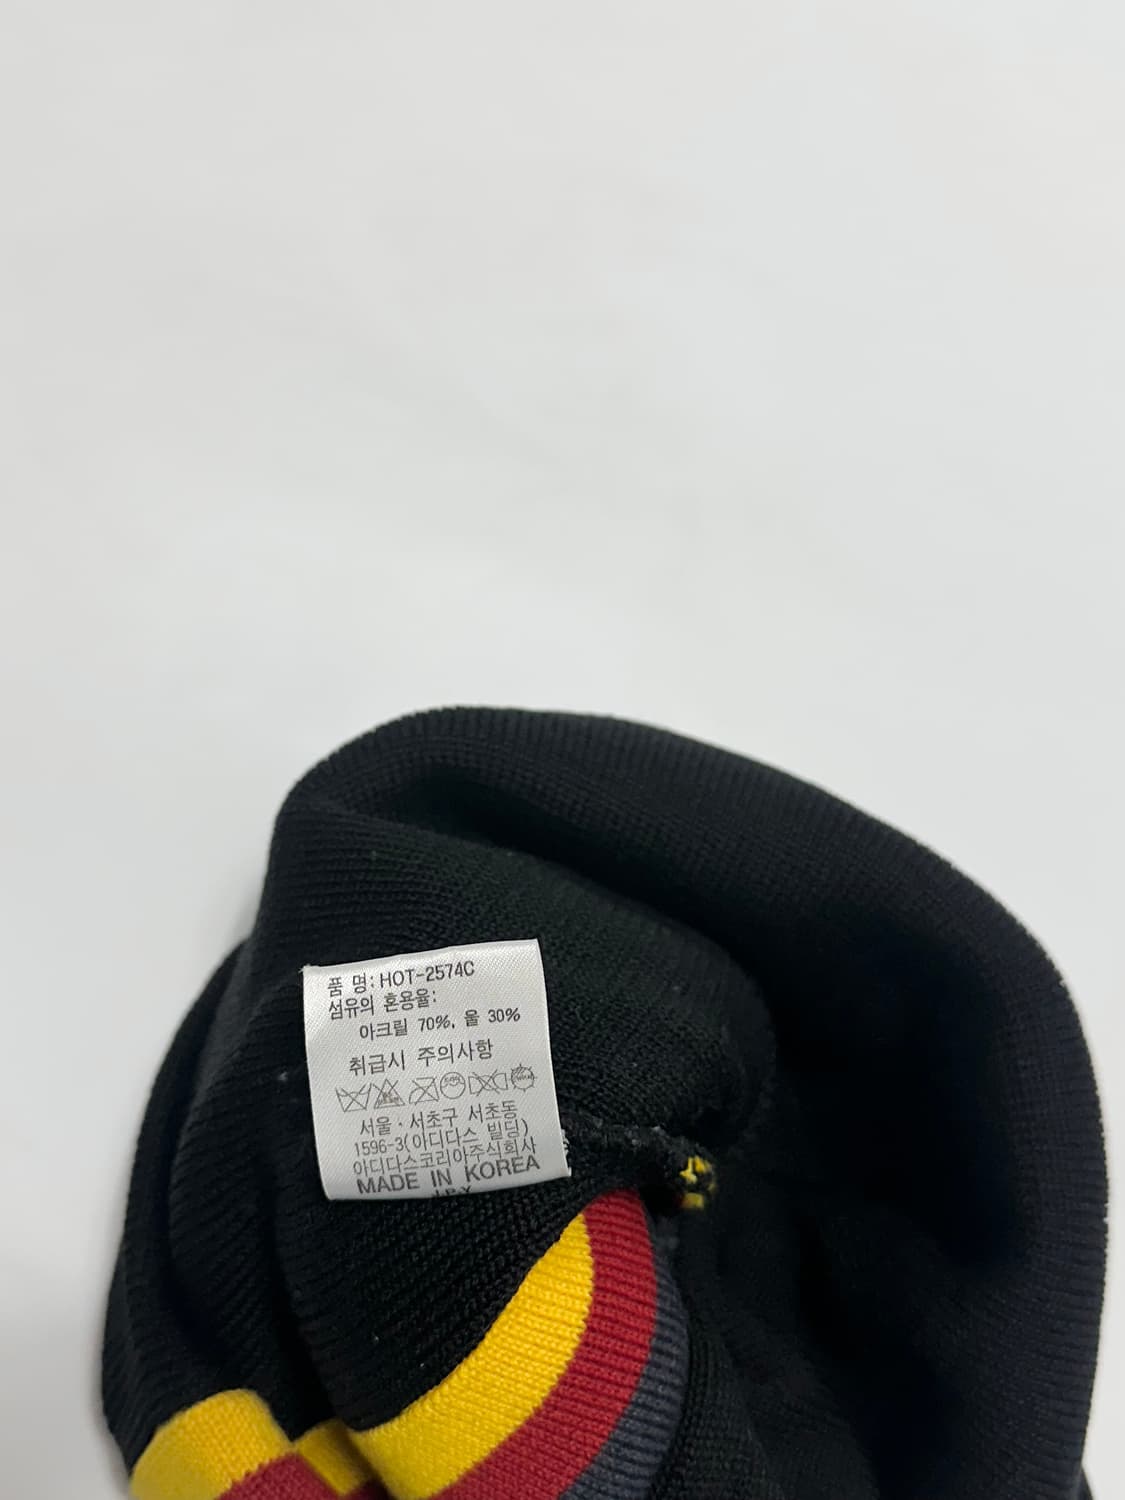 품 명:HOT-2574C
섬유의 혼용율:
아크릴 70%, 울 30%
취급시 주의사항
서울·서초구 서초동
1596-3(아디다스 빌딩)
아디다스코리아주식회사
MADE IN KOREA